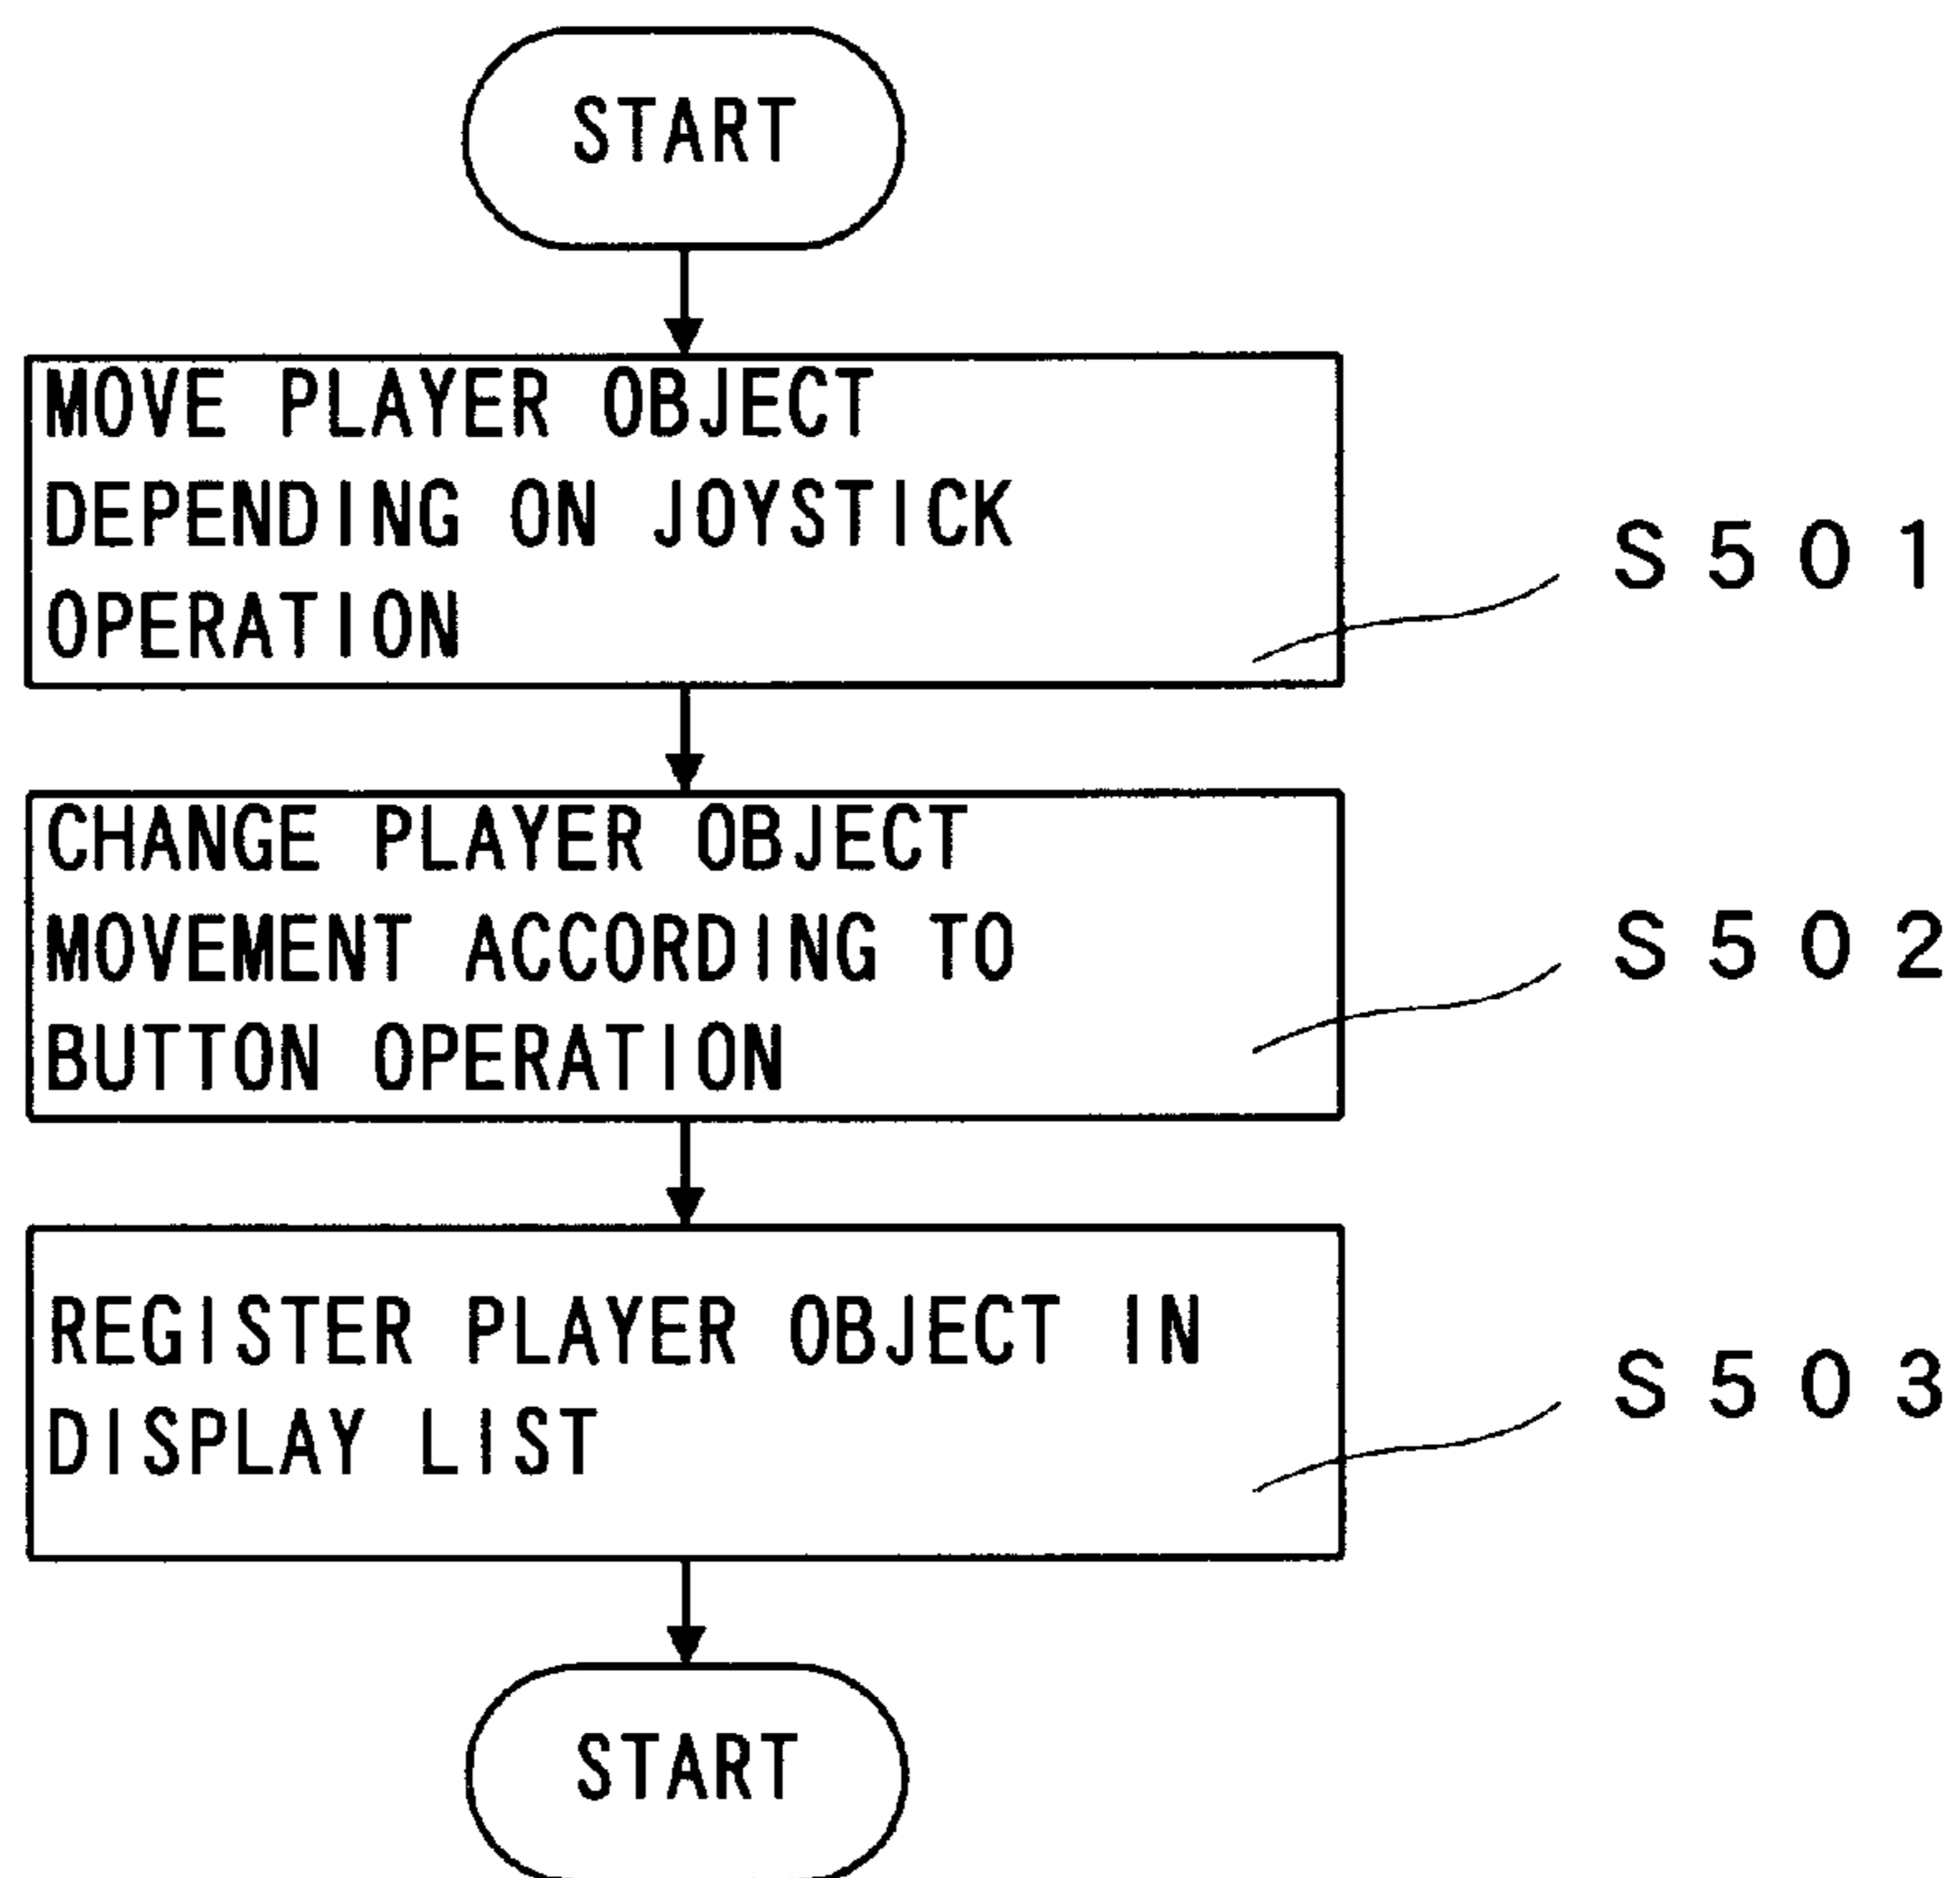 START
MOVE PLAYER OBJECT
DEPENDING ON JOYSTICK
OPERATION
S501
CHANGE PLAYER OBJECT
MOVEMENT ACCORDING TO
BUTTON OPERATION
S502
REGISTER PLAYER OBJECT IN
DISPLAY LIST
S503
START